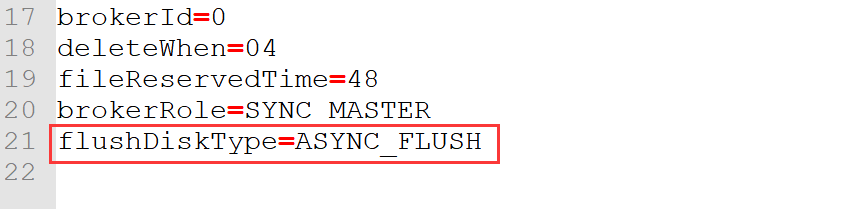 17 brokerId=0
18 deleteWhen=04
19 fileReservedTime=48
20 brokerRole=SYNC MASTER
21 flushDiskType=ASYNC_FLUSH
22